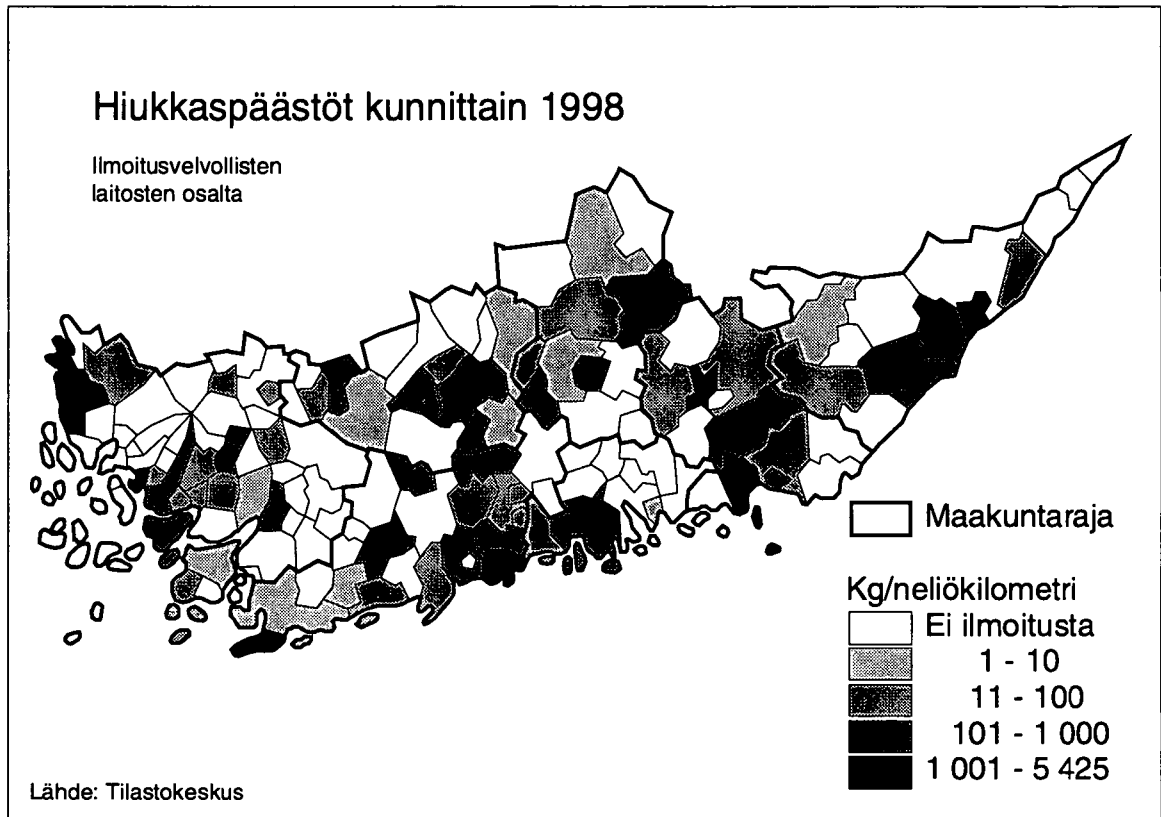 Hiukkaspäästöt kunnittain 1998
Ilmoitusvelvollisten
laitosten osalta
Maakuntaraja
Kg/neliökilometri
Ei ilmoitusta
1 - 10
11 - 100
101 - 1 000
1 001 - 5 425
Lähde: Tilastokeskus